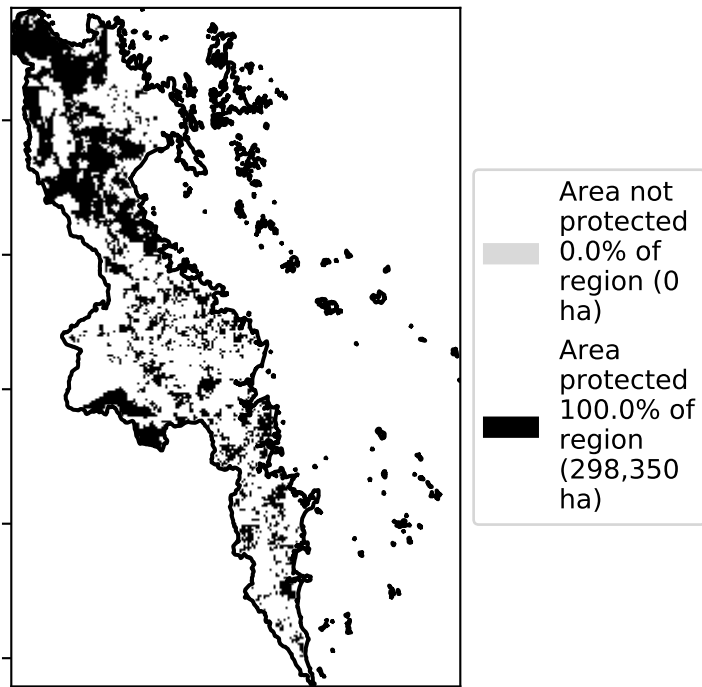 Area not
protected
0.0% of
region (0
ha)
Area
protected
100.0% of
region
(298,350
ha)